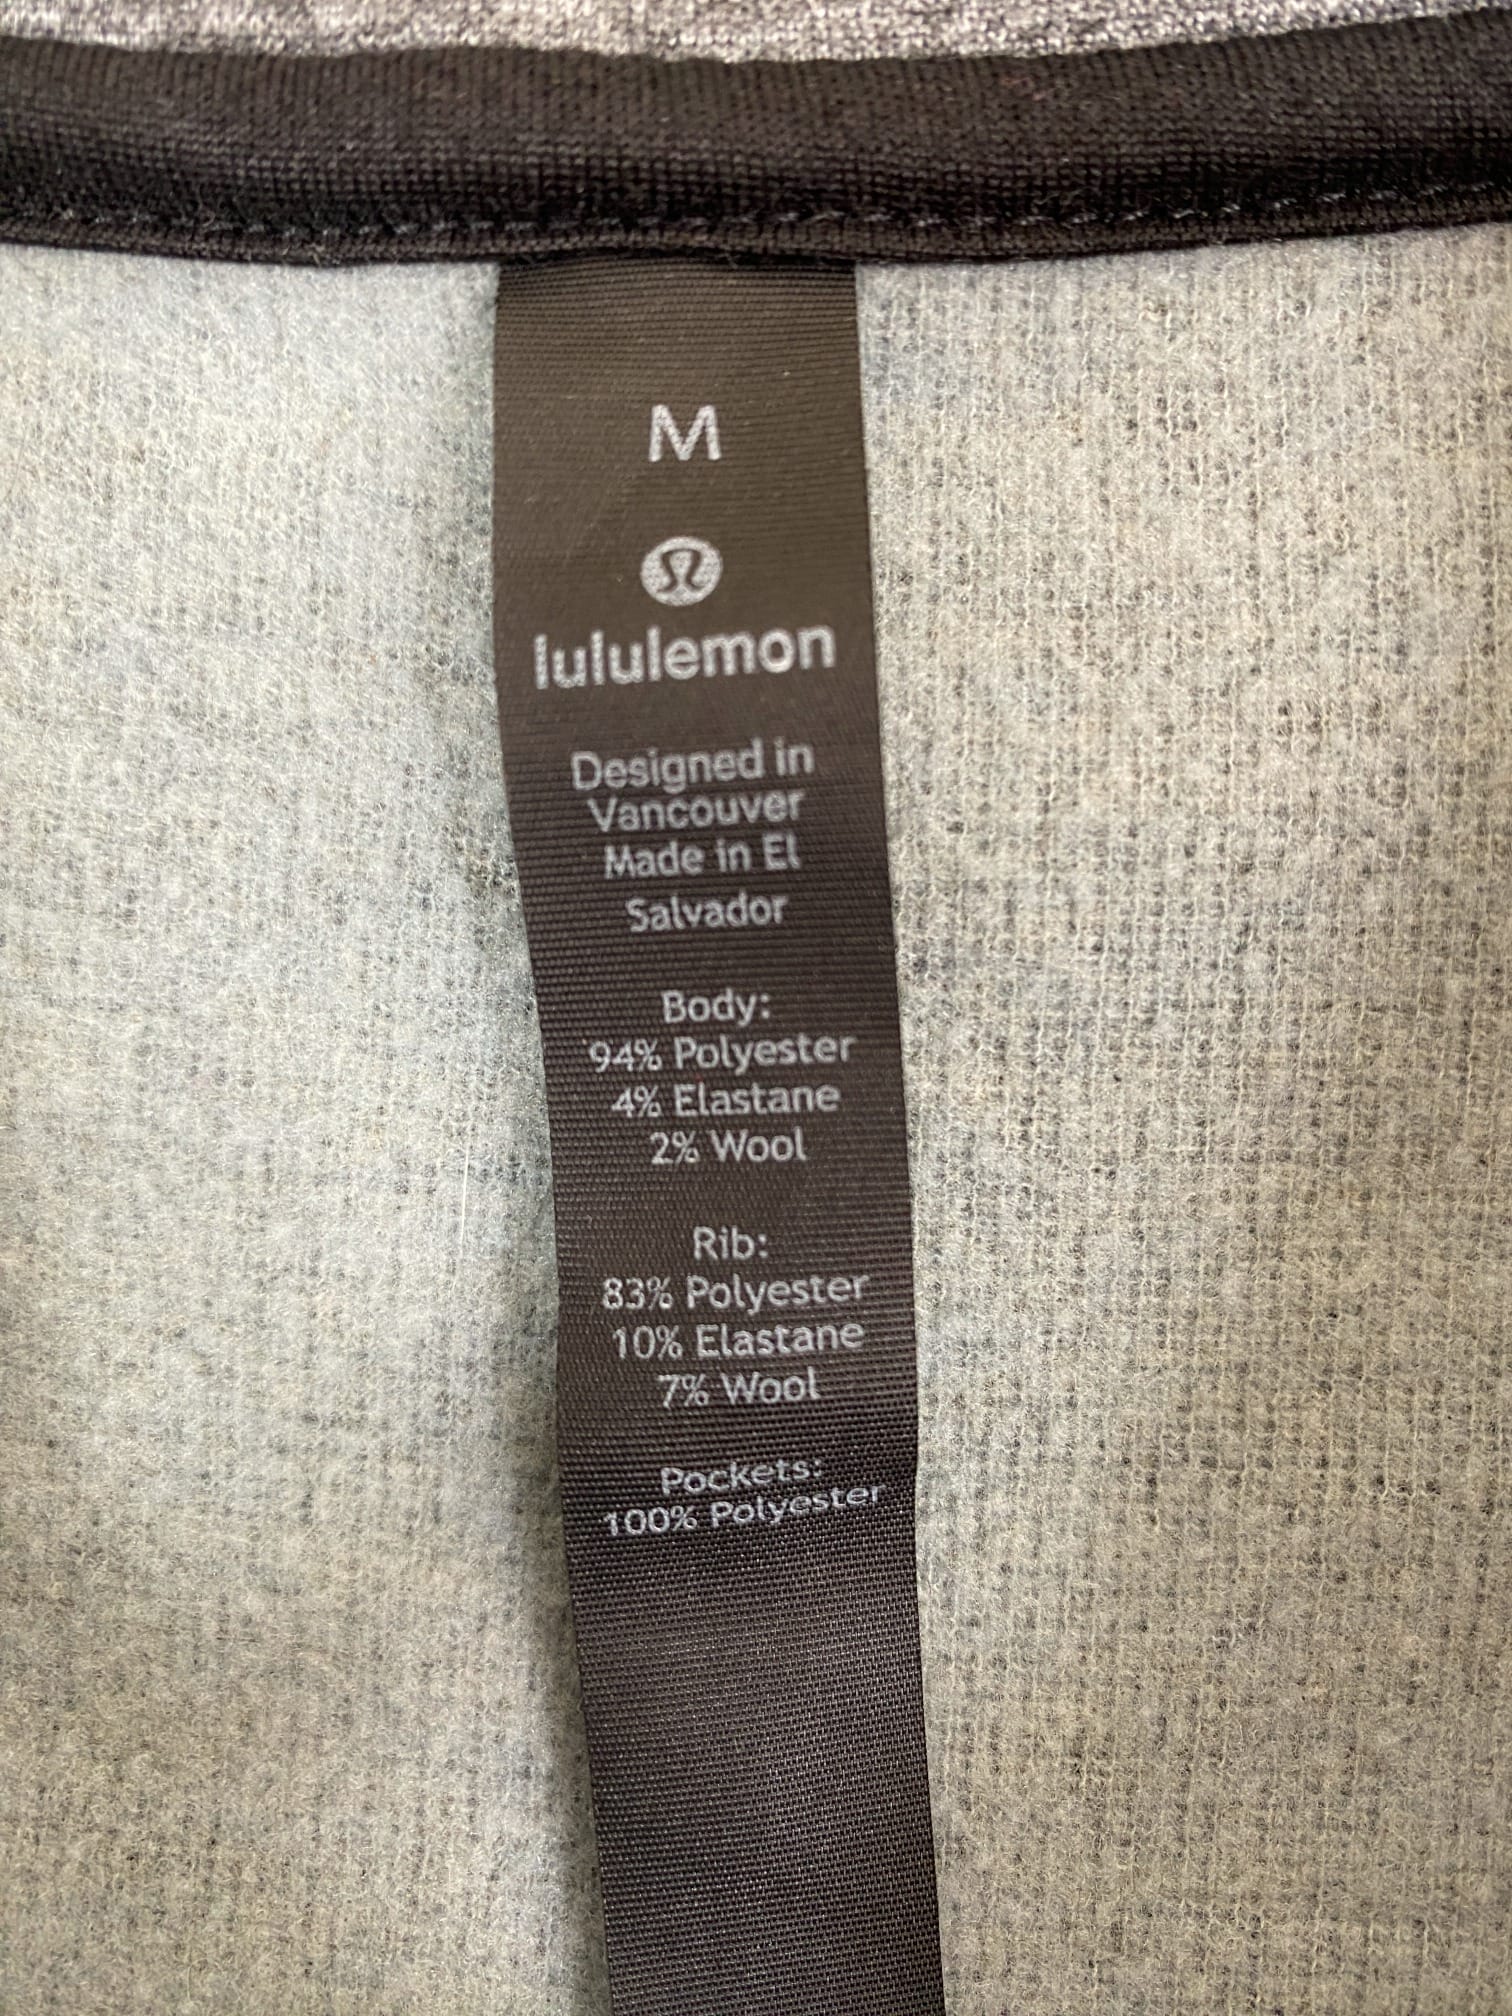 M
lululemon
Designed in
Vancouver
Made in El
Salvador
Body:
94% Polyester
4% Elastane
2% Wool
Rib:
83% Polyester
10% Elastane
7% Wool
Pockets:
100% Polyester